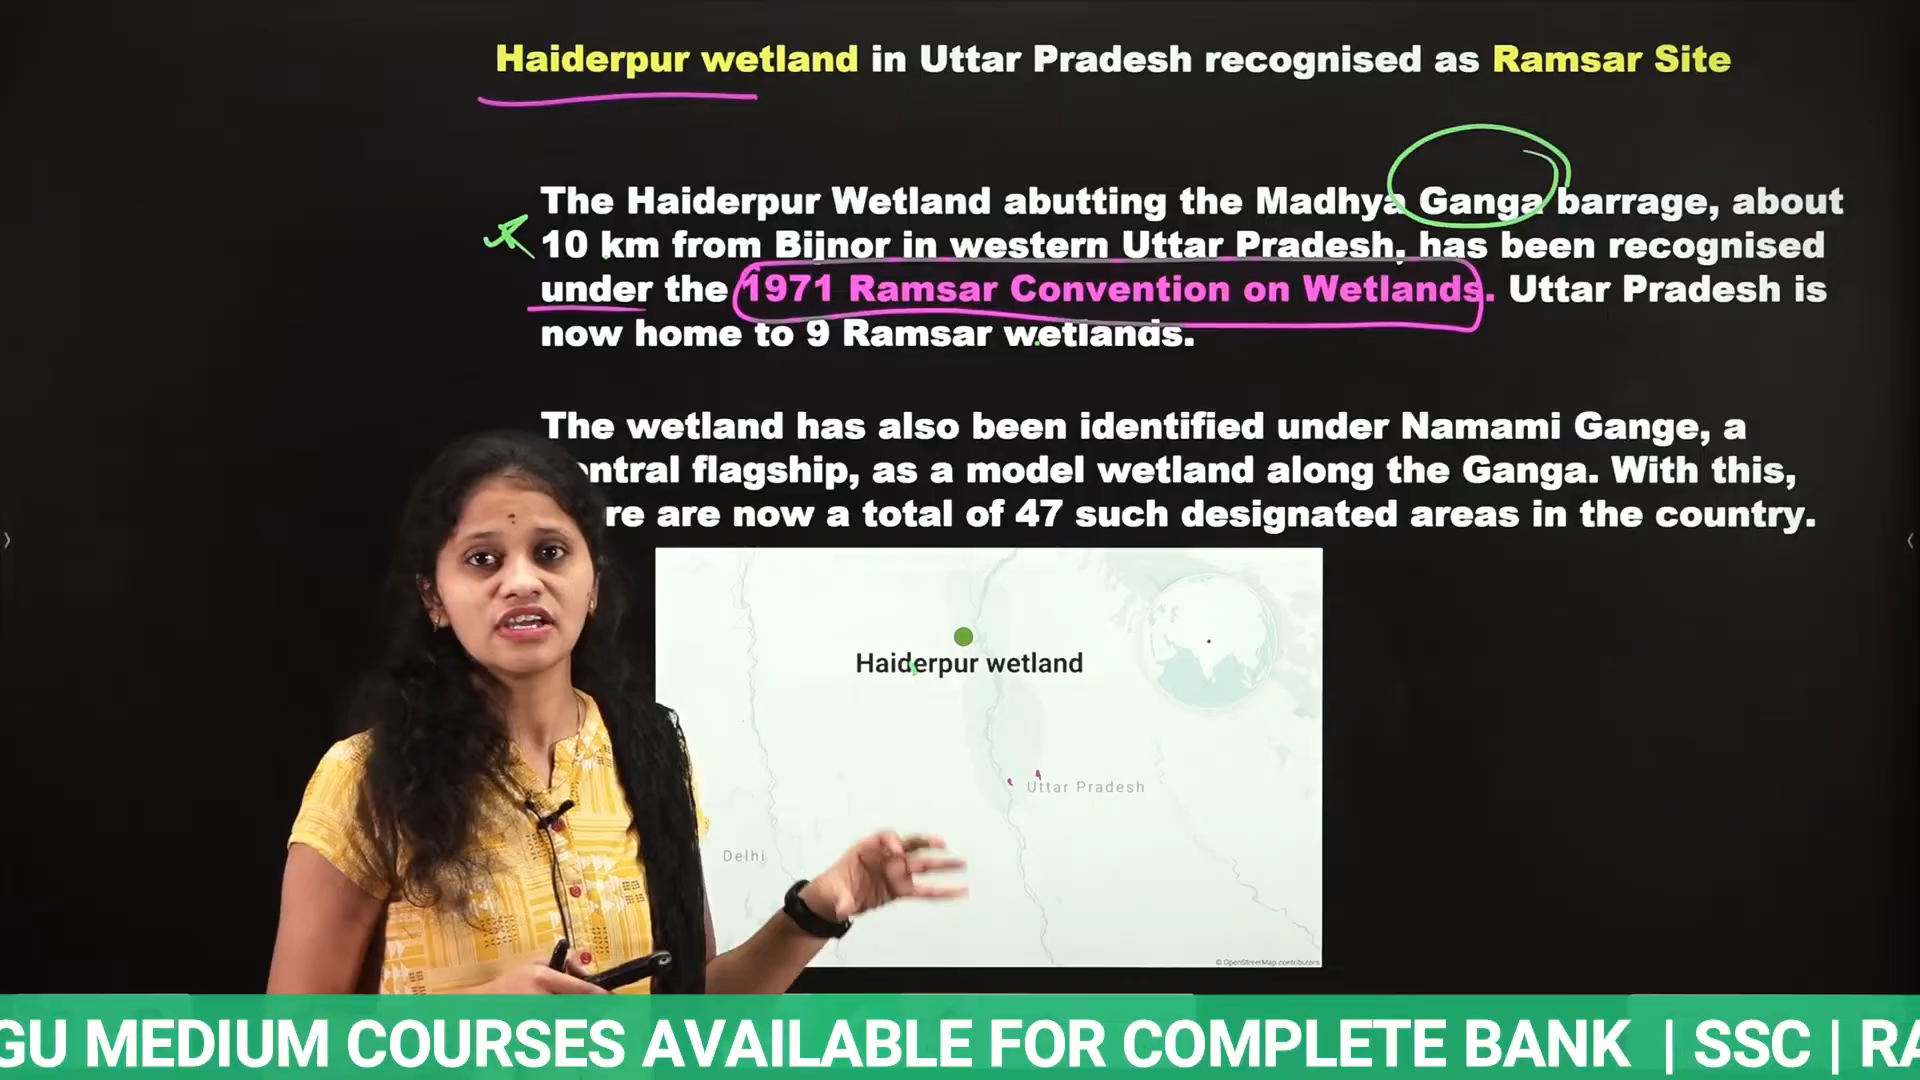 Haiderpur wetland in Uttar Pradesh recognised as Ramsar Site
The Haiderpur Wetland abutting the Madhya Ganga barrage, about
10 km from Bijnor in western Uttar Pradesh, has been recognised
under the 1971 Ramsar Convention on Wetlands. Uttar Pradesh is
now home to 9 Ramsar wetlands.
The wetland has also been identified under Namami Gange, a
ntral flagship, as a model wetland along the Ganga. With this,
re are now a total of 47 such designated areas in the country.
Haiderpur wetland
Uttar Pradesh
Delhi
© OpenStreetMap contributors
GU MEDIUM COURSES AVAILABLE FOR COMPLETE BANK | SSC | RA